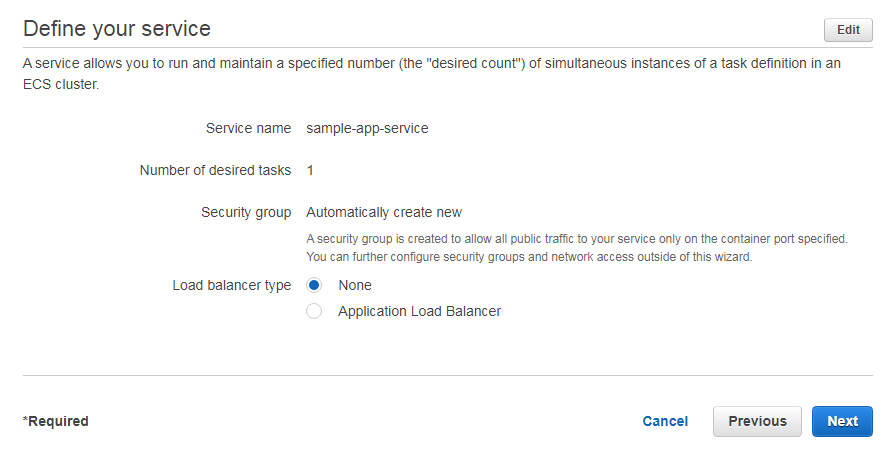 Define your service
Edit
A service allows you to run and maintain a specified number (the "desired count") of simultaneous instances of a task definition in an
ECS cluster.
Service name sample-app-service
Number of desired tasks 1
Security group Automatically create new
A security group is created to allow all public traffic to your service only on the container port specified.
You can further configure security groups and network access outside of this wizard.
Load balancer type None
Application Load Balancer
*Required
Cancel
Previous
Next